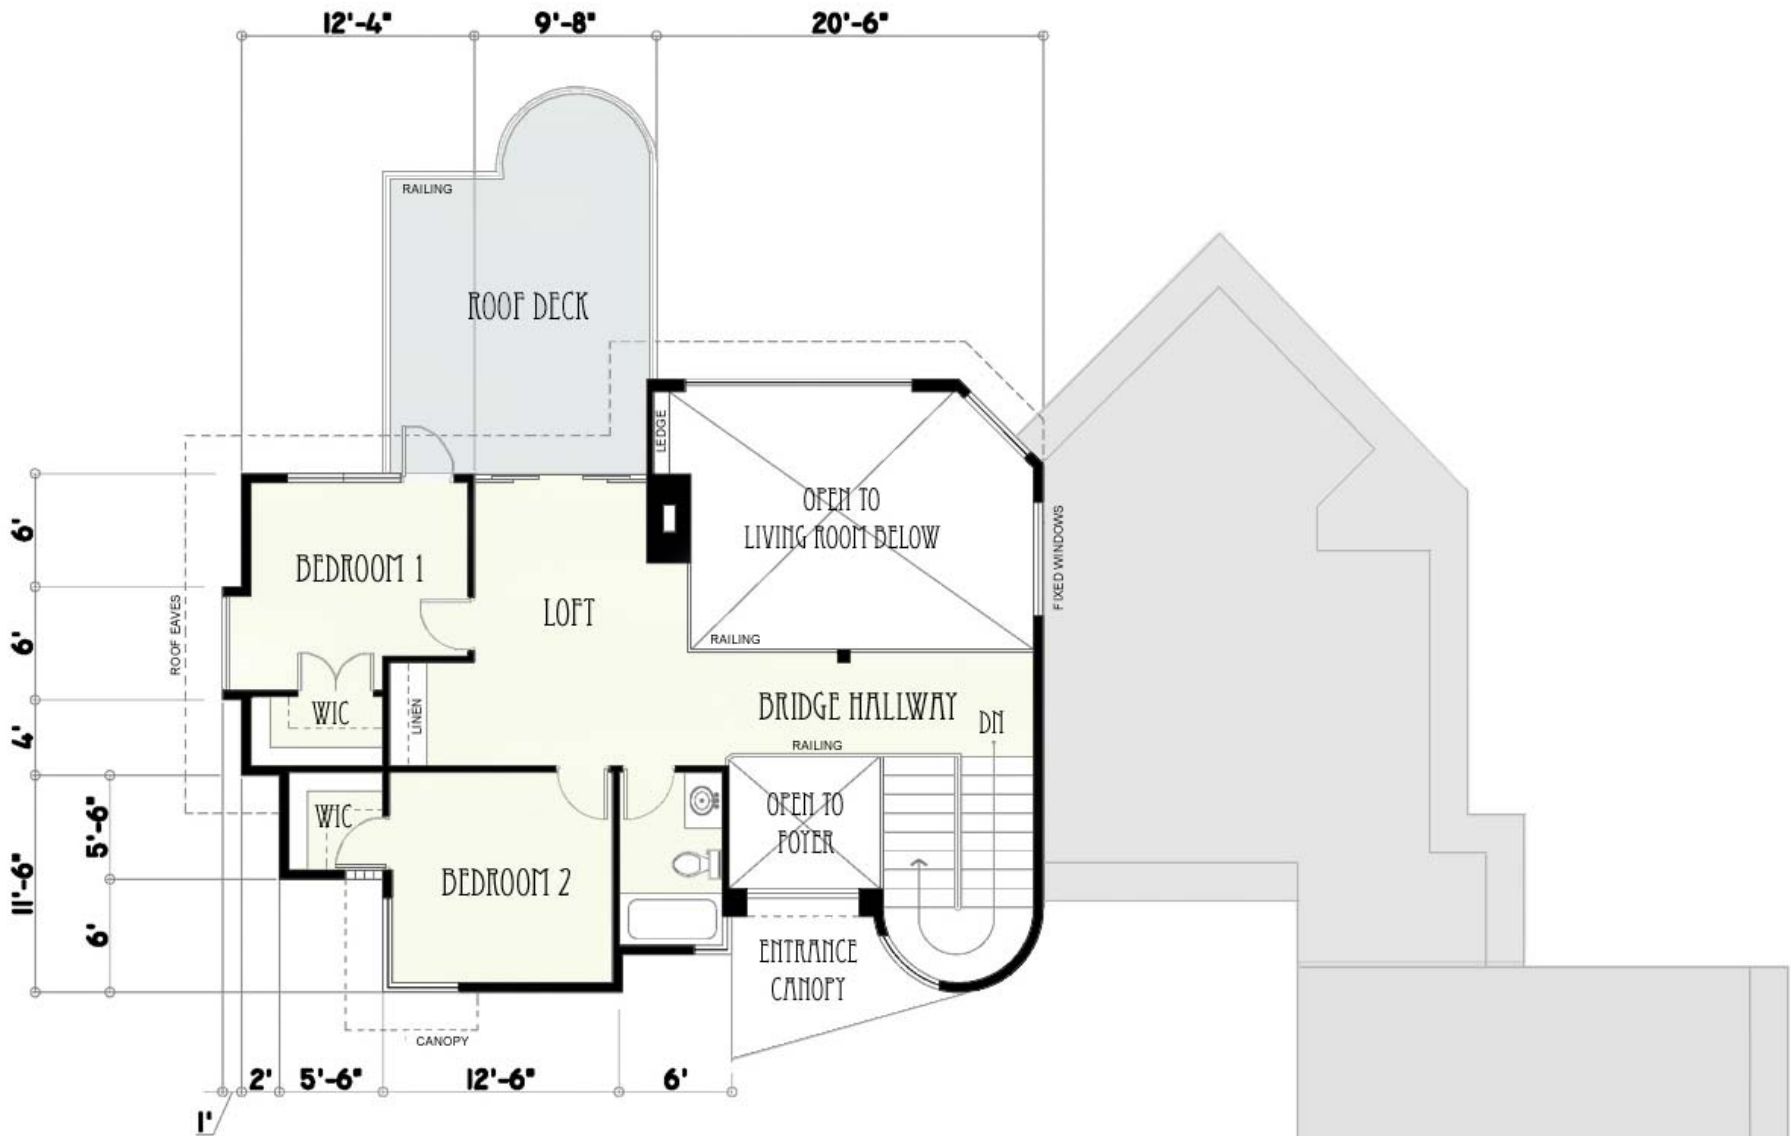 12'-4"
9'-8"
20'-6"
RAILING
ROOF DECK
LEDGE
OPEN TO
LIVING ROOM BELOW
FIXED WINDOWS
6'
BEDROOM 1
LOFT
ROOF EAVES
6'
RAILING
WIC
LINEN
BRIDGE HALLWAY
DN
4'
RAILING
5'-6"
WIC
OPEN TO
FOYER
11'-6"
BEDROOM 2
6'
ENTRANCE
CANOPY
CANOPY
2'
5'-6"
12'-6"
6'
1'